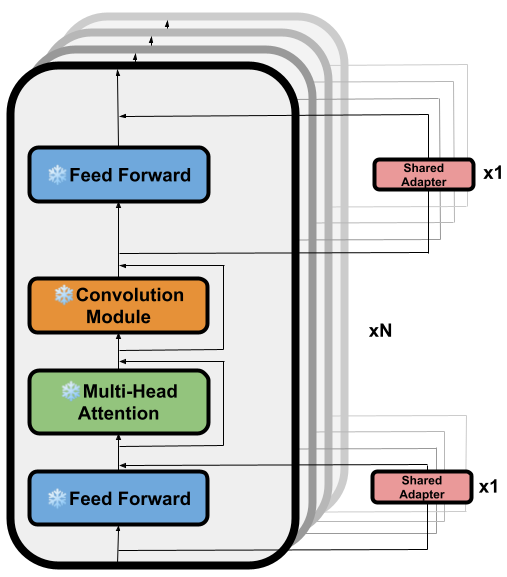 Feed Forward
Shared
Adapter
x1
Convolution
Module
xN
Multi-Head
Attention
Feed Forward
Shared
Adapter
x1